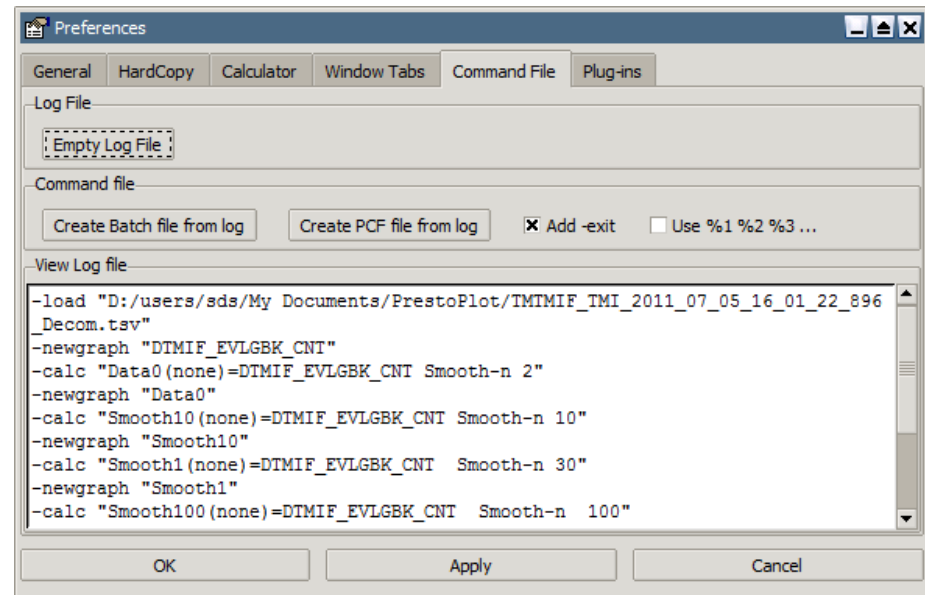 Preferences
General HardCopy Calculator Window Tabs Command File Plug-ins
Log File
Empty Log File
Command file
Create Batch file from log Create PCF file from log Add -exit Use %1 %2 %3 ...
View Log file
-load "D:/users/sds/My Documents/PrestoPlot/TMTMIF_TMI_2011_07_05_16_01_22_896
_Decom.tsv"
-newgraph "DTMIF_EVLGBK_CNT"
-calc "Data0(none)=DTMIF_EVLGBK_CNT Smooth-n 2"
-newgraph "Data0"
-calc "Smooth10(none)=DTMIF_EVLGBK_CNT  Smooth-n 10"
-newgraph "Smooth10"
-calc "Smooth1(none)=DTMIF_EVLGBK_CNT  Smooth-n 30"
-newgraph "Smooth1"
-calc "Smooth100(none)=DTMIF_EVLGBK_CNT  Smooth-n  100"
OK Apply Cancel